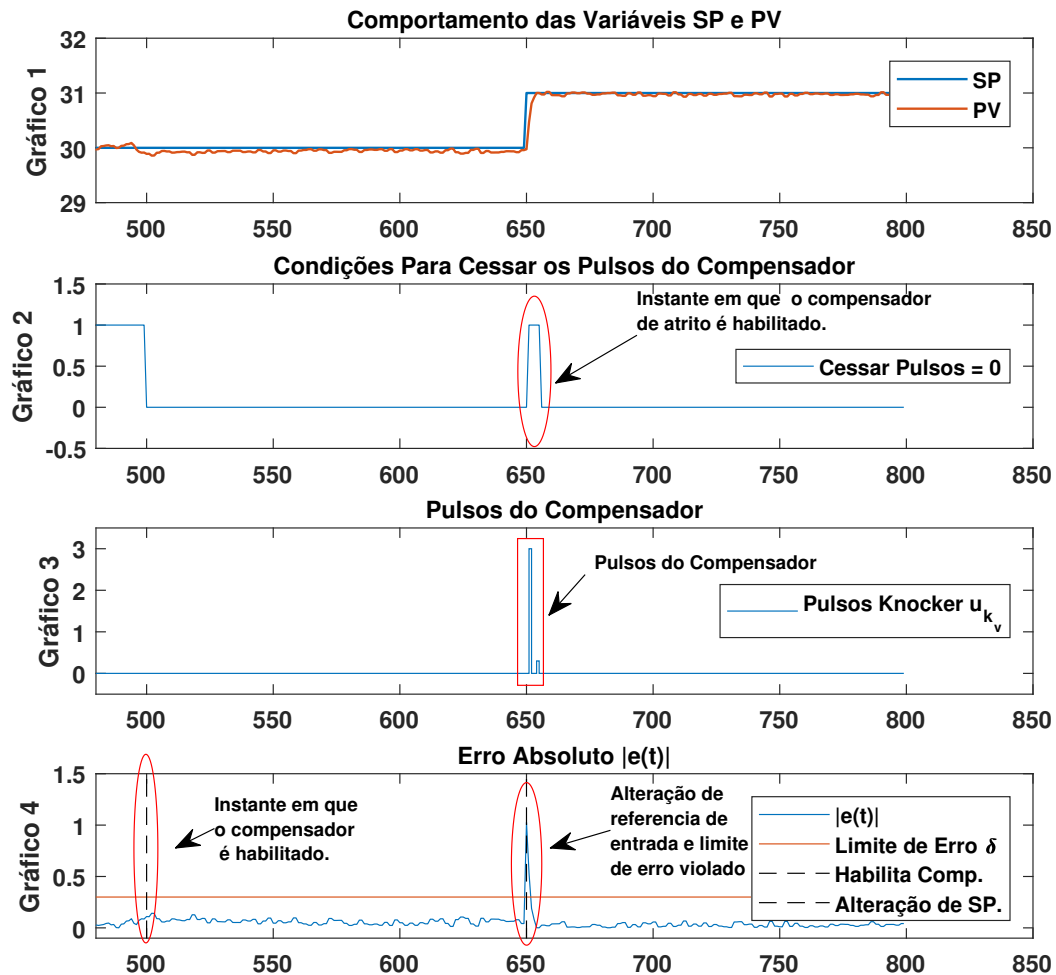 Comportamento das Variáveis SP e PV
Gráfico 1
32
31
30
29
SP
PV
500 550 600 650 700 750 800 850
Condições Para Cessar os Pulsos do Compensador
Gráfico 2
1.5
1
0.5
0
-0.5
Instante em que o compensador
de atrito é habilitado.
Cessar Pulsos = 0
500 550 600 650 700 750 800 850
Pulsos do Compensador
Gráfico 3
3
2
1
0
Pulsos do Compensador
Pulsos Knocker u_k_v
500 550 600 650 700 750 800 850
Erro Absoluto |e(t)|
Gráfico 4
1.5
1
0.5
0
Instante em que
o compensador
é habilitado.
Alteração de
referencia de
entrada e limite
de erro violado
|e(t)|
Limite de Erro δ
Habilita Comp.
Alteração de SP.
500 550 600 650 700 750 800 850